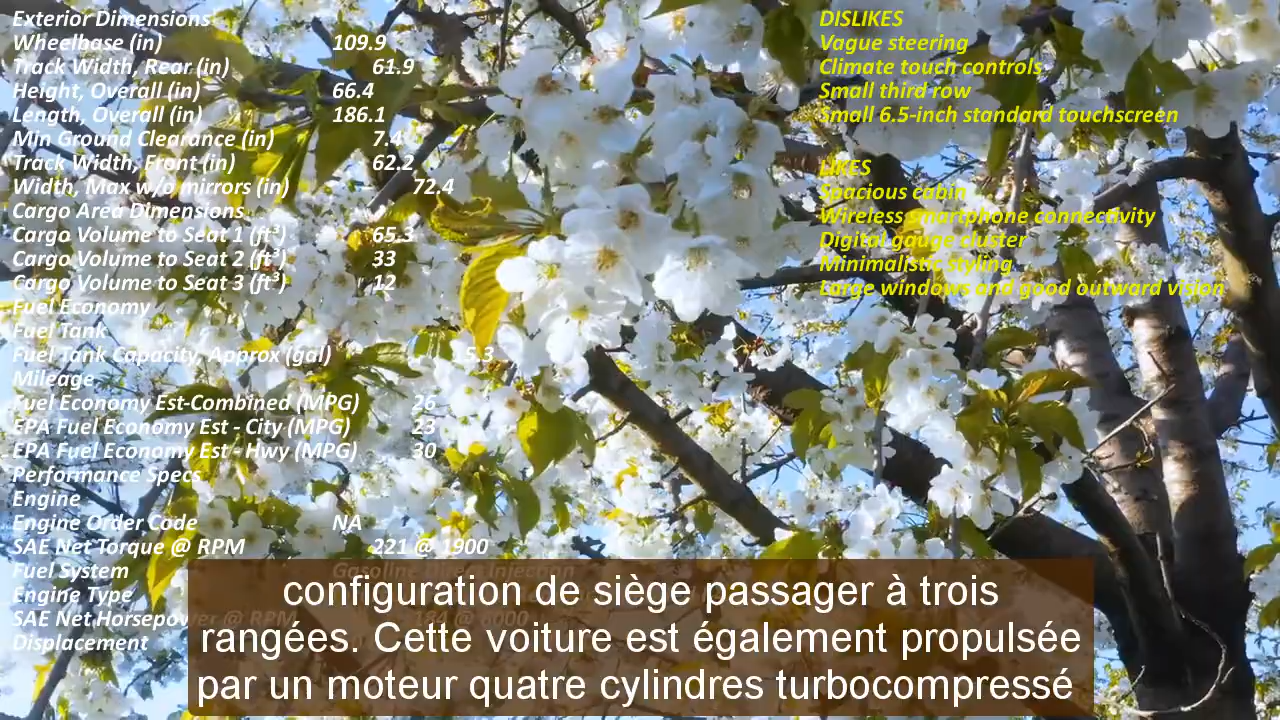 Exterior Dimensions
Wheelbase (in) 109.9
Track Width, Rear (in) 61.9
Height, Overall (in) 66.4
Length, Overall (in) 186.1
Min Ground Clearance (in) 7.4
Track Width, Front (in) 62.2
Width, Max w/o mirrors (in) 72.4
Cargo Area Dimensions
Cargo Volume to Seat 1 (ft³) 65.3
Cargo Volume to Seat 2 (ft³) 33
Cargo Volume to Seat 3 (ft³) 12
Fuel Economy
Fuel Tank
Fuel Tank Capacity, Approx (gal) 15.3
Mileage
Fuel Economy Est-Combined (MPG) 26
EPA Fuel Economy Est - City (MPG) 23
EPA Fuel Economy Est - Hwy (MPG) 30
Performance Specs
Engine
Engine Order Code NA
SAE Net Torque @ RPM 221 @ 1900
Fuel System Gasoline Direct Injection
Engine Type
SAE Net Horsepower @ RPM 184 @ 6000
Displacement
DISLIKES
Vague steering
Climate touch controls
Small third row
Small 6.5-inch standard touchscreen
LIKES
Spacious cabin
Wireless smartphone connectivity
Digital gauge cluster
Minimalistic styling
Large windows and good outward vision
configuration de siège passager à trois
rangées. Cette voiture est également propulsée
par un moteur quatre cylindres turbocompressé